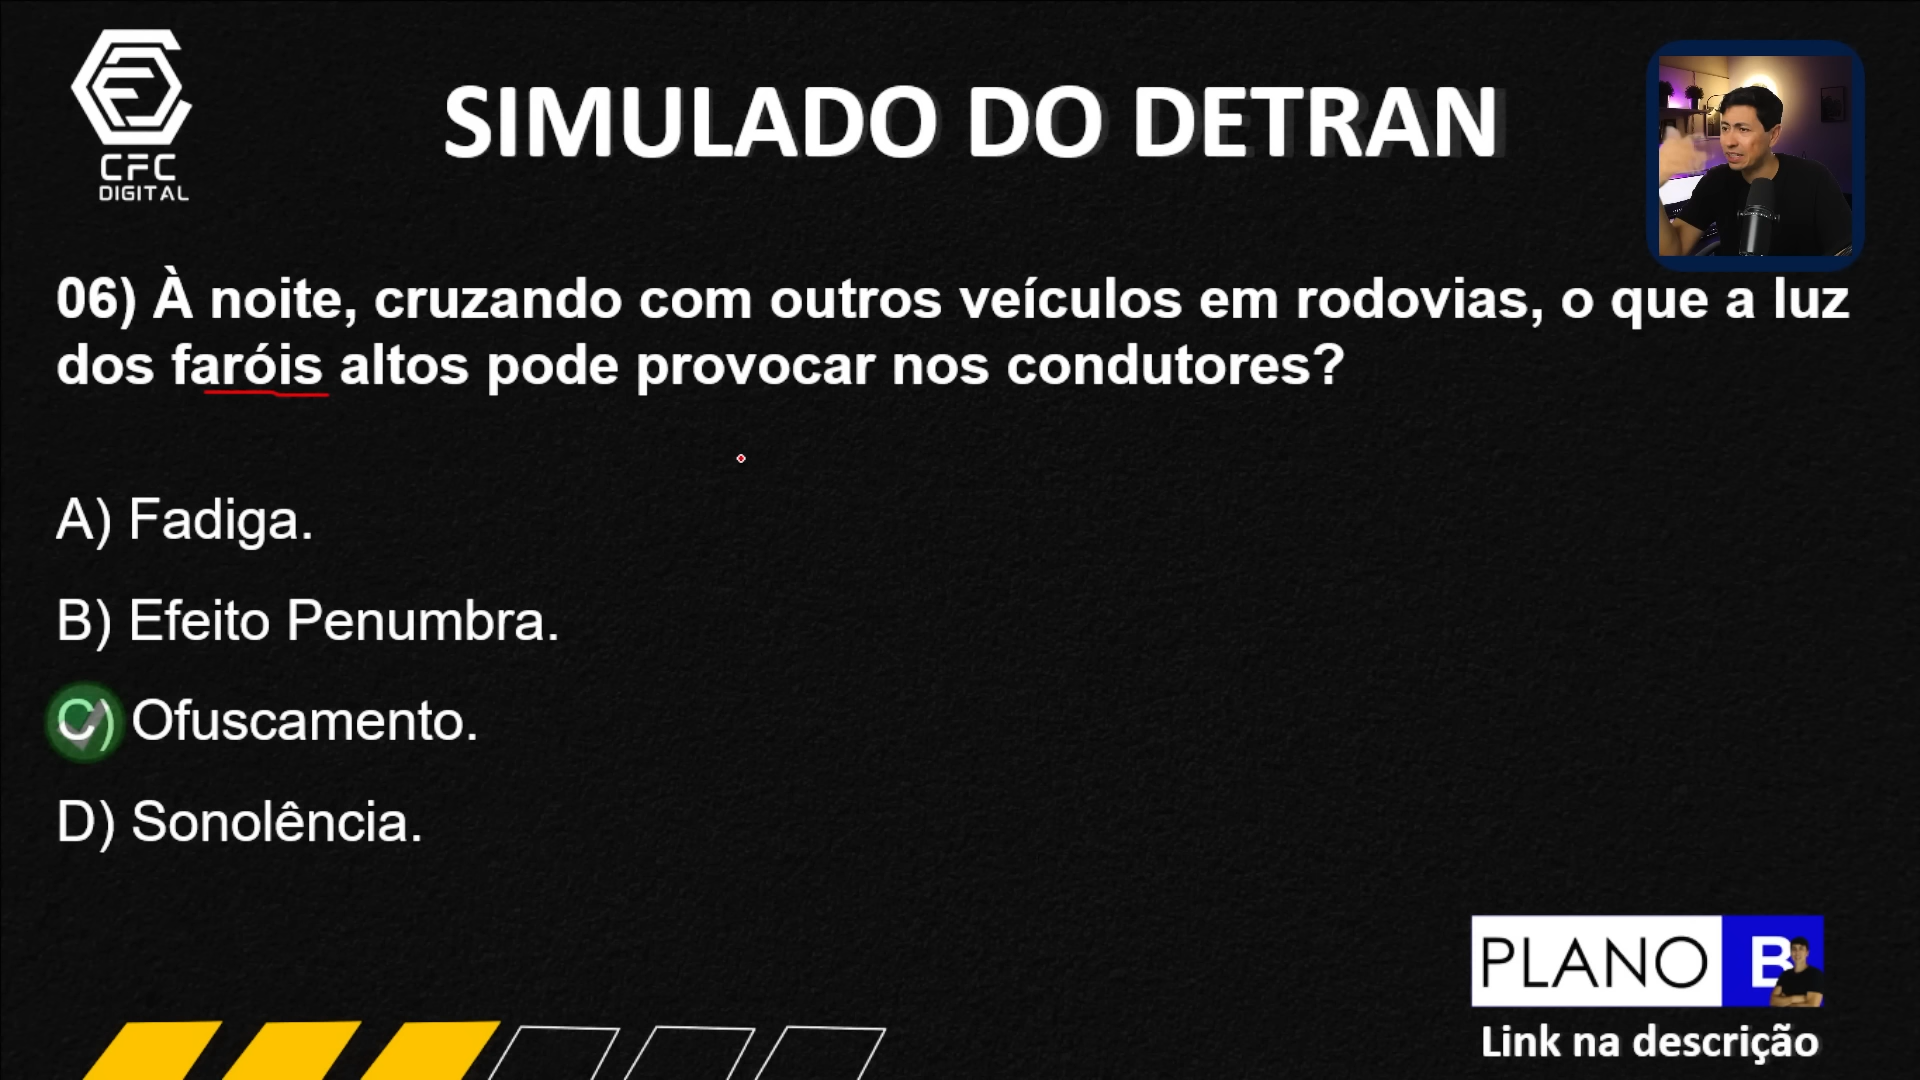 CFC
DIGITAL
SIMULADO DO DETRAN
06) À noite, cruzando com outros veículos em rodovias, o que a luz
dos faróis altos pode provocar nos condutores?
A) Fadiga.
B) Efeito Penumbra.
C) Ofuscamento.
D) Sonolência.
PLANO B
Link na descrição